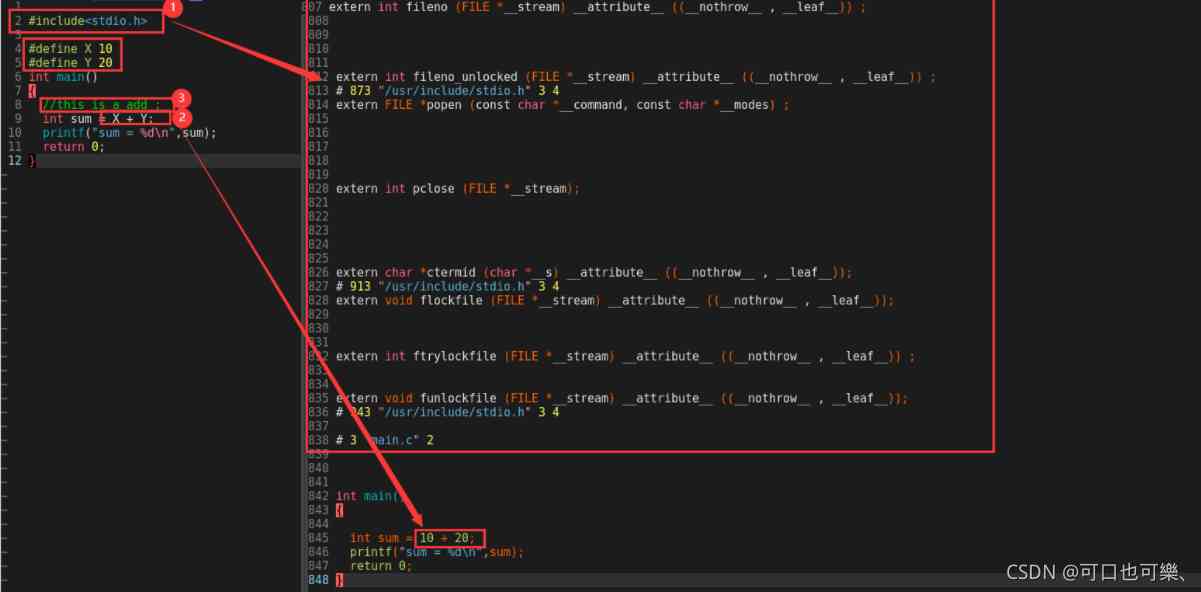 1
2 #include<stdio.h>
3
4 #define X 10
5 #define Y 20
6 int main()
7 {
8 //this is a add ;
9 int sum = X + Y;
10 printf("sum = %d\n",sum);
11 return 0;
12 }
1
3
2
807 extern int fileno (FILE *__stream) __attribute__ ((__nothrow__ , __leaf__)) ;
808
809
810
811
812 extern int fileno_unlocked (FILE *__stream) __attribute__ ((__nothrow__ , __leaf__)) ;
813 # 873 "/usr/include/stdio.h" 3 4
814 extern FILE *popen (const char *__command, const char *__modes) ;
815
816
817
818
819
820 extern int pclose (FILE *__stream);
821
822
823
824
825
826 extern char *ctermid (char *__s) __attribute__ ((__nothrow__ , __leaf__));
827 # 913 "/usr/include/stdio.h" 3 4
828 extern void flockfile (FILE *__stream) __attribute__ ((__nothrow__ , __leaf__));
829
830
831
832 extern int ftrylockfile (FILE *__stream) __attribute__ ((__nothrow__ , __leaf__)) ;
833
834
835 extern void funlockfile (FILE *__stream) __attribute__ ((__nothrow__ , __leaf__));
836 # 943 "/usr/include/stdio.h" 3 4
837
838 # 3 "main.c" 2
839
840
841
842 int main()
843 {
844
845 int sum = 10 + 20;
846 printf("sum = %d\n",sum);
847 return 0;
848 }
CSDN @可口也可樂、